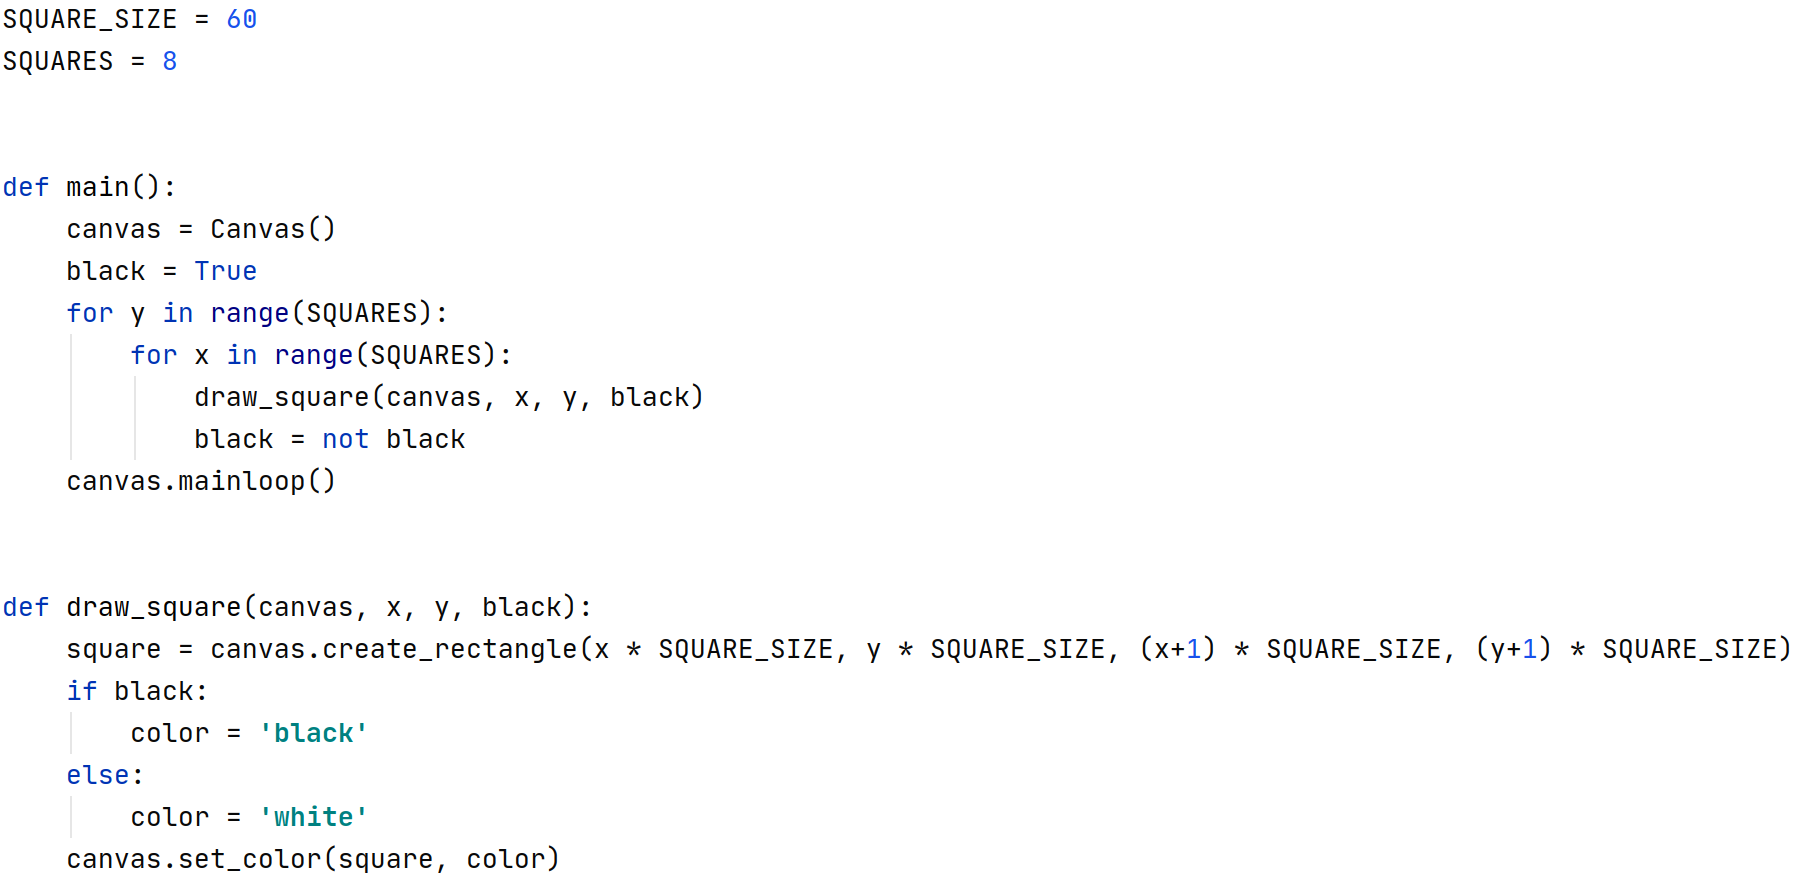 SQUARE_SIZE = 60
SQUARES = 8
def main():
    canvas = Canvas()
    black = True
    for y in range(SQUARES):
        for x in range(SQUARES):
            draw_square(canvas, x, y, black)
            black = not black
    canvas.mainloop()
def draw_square(canvas, x, y, black):
    square = canvas.create_rectangle(x * SQUARE_SIZE, y * SQUARE_SIZE, (x+1) * SQUARE_SIZE, (y+1) * SQUARE_SIZE)
    if black:
        color = 'black'
    else:
        color = 'white'
    canvas.set_color(square, color)